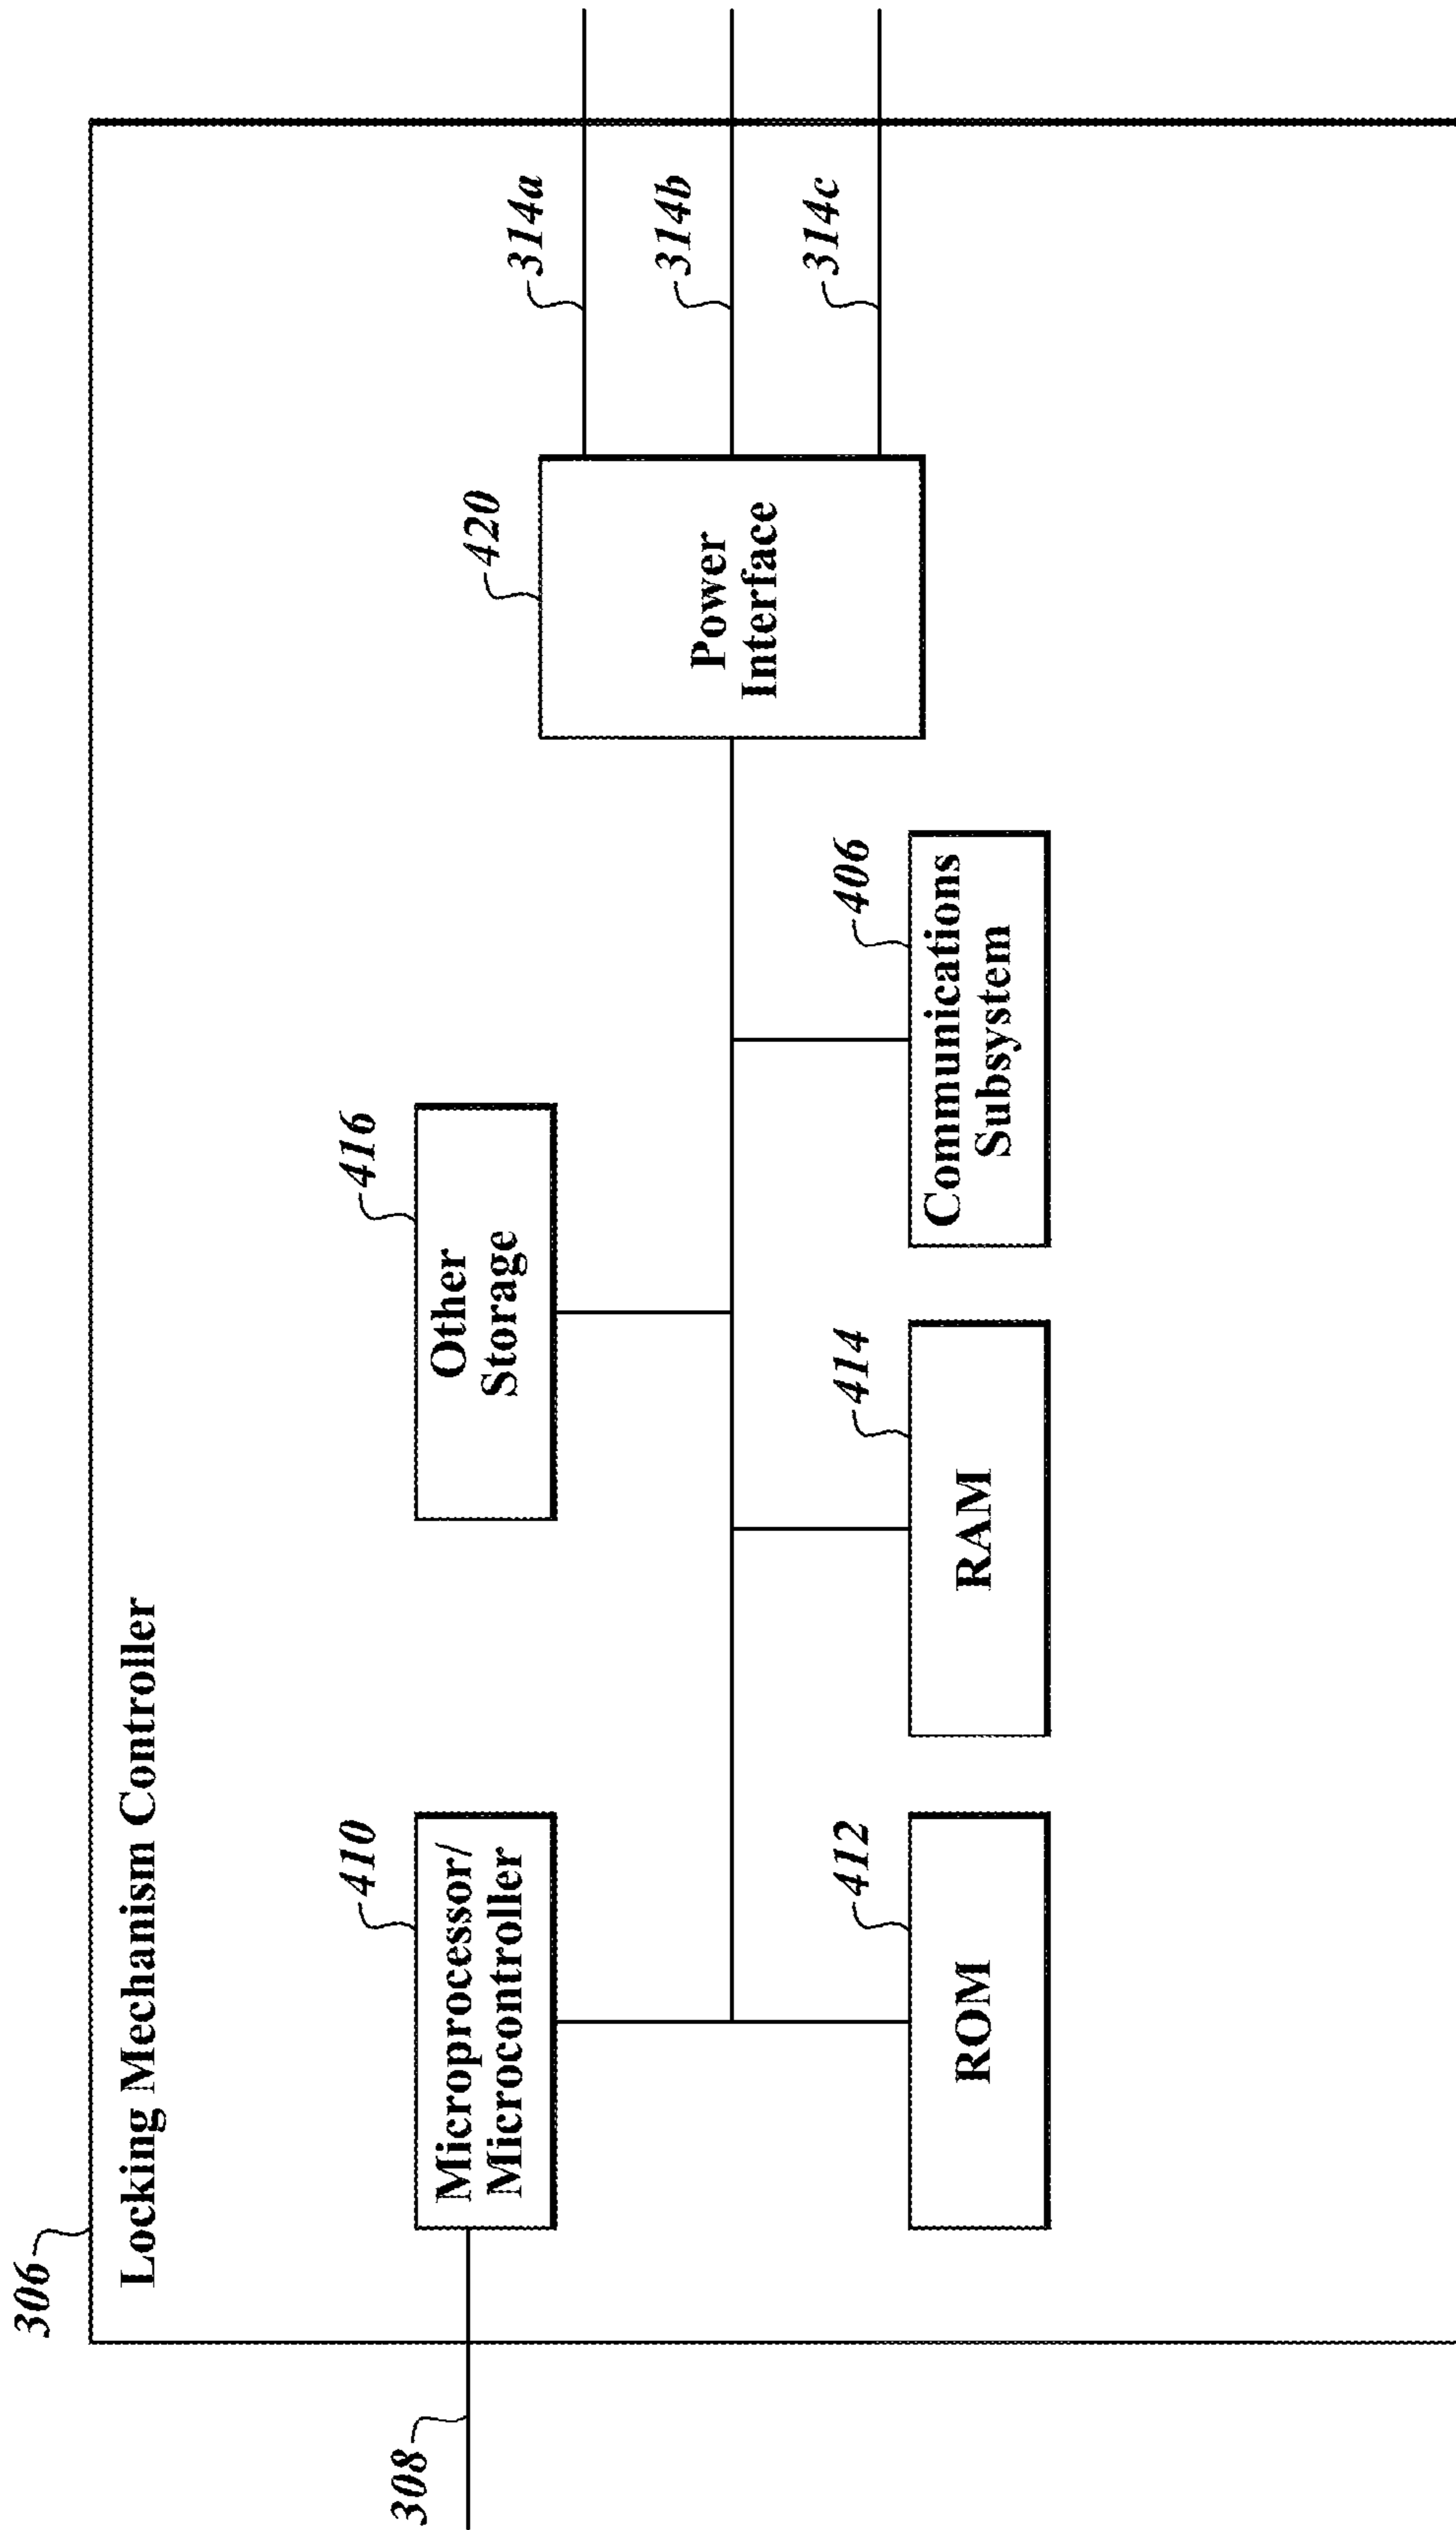 306
Locking Mechanism Controller
308
410
Microprocessor/
Microcontroller
416
Other
Storage
420
Power
Interface
314a
314b
314c
412
ROM
414
RAM
406
Communications
Subsystem